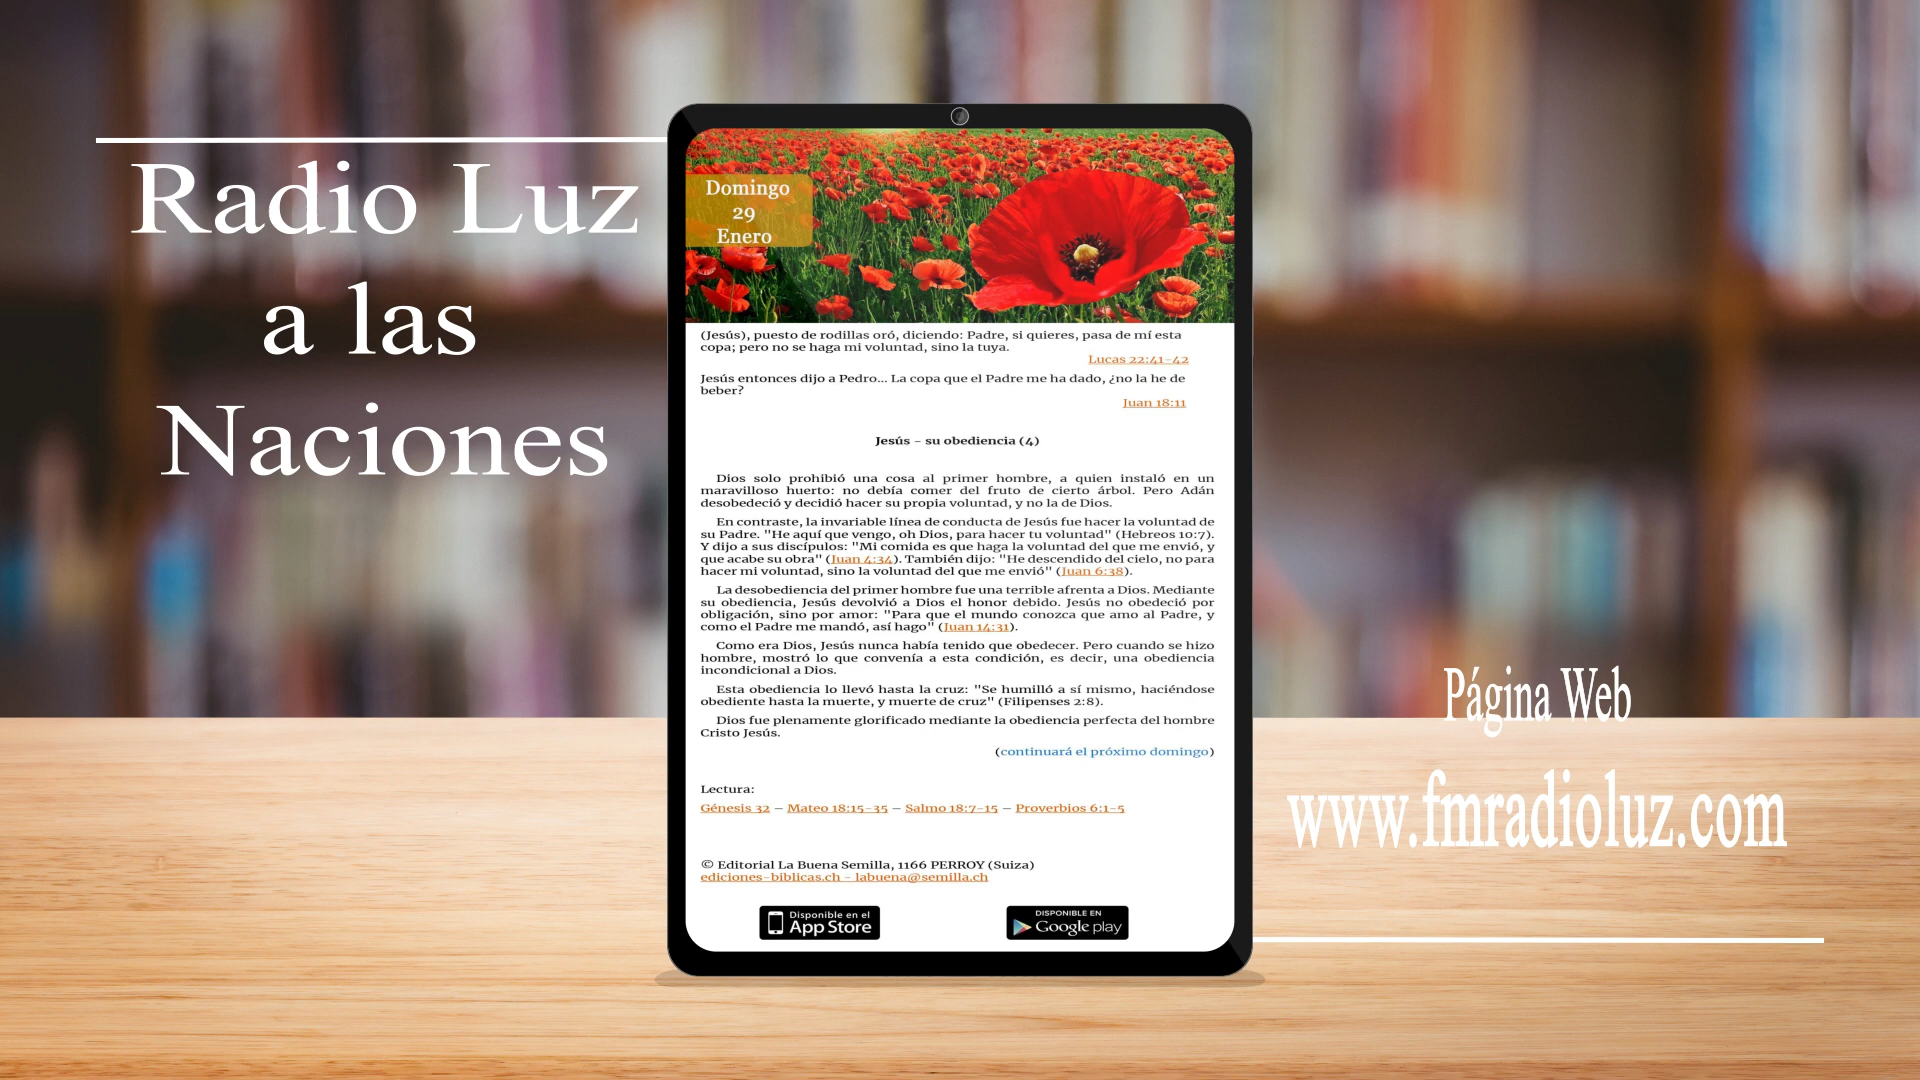 Radio Luz
a las
Naciones
Domingo
29
Enero
(Jesús), puesto de rodillas oró, diciendo: Padre, si quieres, pasa de mí esta
copa; pero no se haga mi voluntad, sino la tuya.
Lucas 22:41-42
Jesús entonces dijo a Pedro... La copa que el Padre me ha dado, ¿no la he de
beber?
Juan 18:11
Jesús - su obediencia (4)
Dios solo prohibió una cosa al primer hombre, a quien instaló en un
maravilloso huerto: no debía comer del fruto de cierto árbol. Pero Adán
desobedeció y decidió hacer su propia voluntad, y no la de Dios.
En contraste, la invariable línea de conducta de Jesús fue hacer la voluntad de
su Padre. "He aquí que vengo, oh Dios, para hacer tu voluntad" (Hebreos 10:7).
Y dijo a sus discípulos: "Mi comida es que haga la voluntad del que me envió, y
que acabe su obra" (Juan 4:34). También dijo: "He descendido del cielo, no para
hacer mi voluntad, sino la voluntad del que me envió" (Juan 6:38).
La desobediencia del primer hombre fue una terrible afrenta a Dios. Mediante
su obediencia, Jesús devolvió a Dios el honor debido. Jesús no obedeció por
obligación, sino por amor: "Para que el mundo conozca que amo al Padre, y
como el Padre me mandó, así hago" (Juan 14:31).
Como era Dios, Jesús nunca había tenido que obedecer. Pero cuando se hizo
hombre, mostró lo que convenía a esta condición, es decir, una obediencia
incondicional a Dios.
Esta obediencia lo llevó hasta la cruz: "Se humilló a sí mismo, haciéndose
obediente hasta la muerte, y muerte de cruz" (Filipenses 2:8).
Dios fue plenamente glorificado mediante la obediencia perfecta del hombre
Cristo Jesús.
(continuará el próximo domingo)
Lectura:
Génesis 32 – Mateo 18:15-35 – Salmo 18:7-15 – Proverbios 6:1-5
© Editorial La Buena Semilla, 1166 PERROY (Suiza)
ediciones-biblicas.ch - labuena@semilla.ch
Disponible en el
App Store
DISPONIBLE EN
Google play
Página Web
www.fmradioluz.com